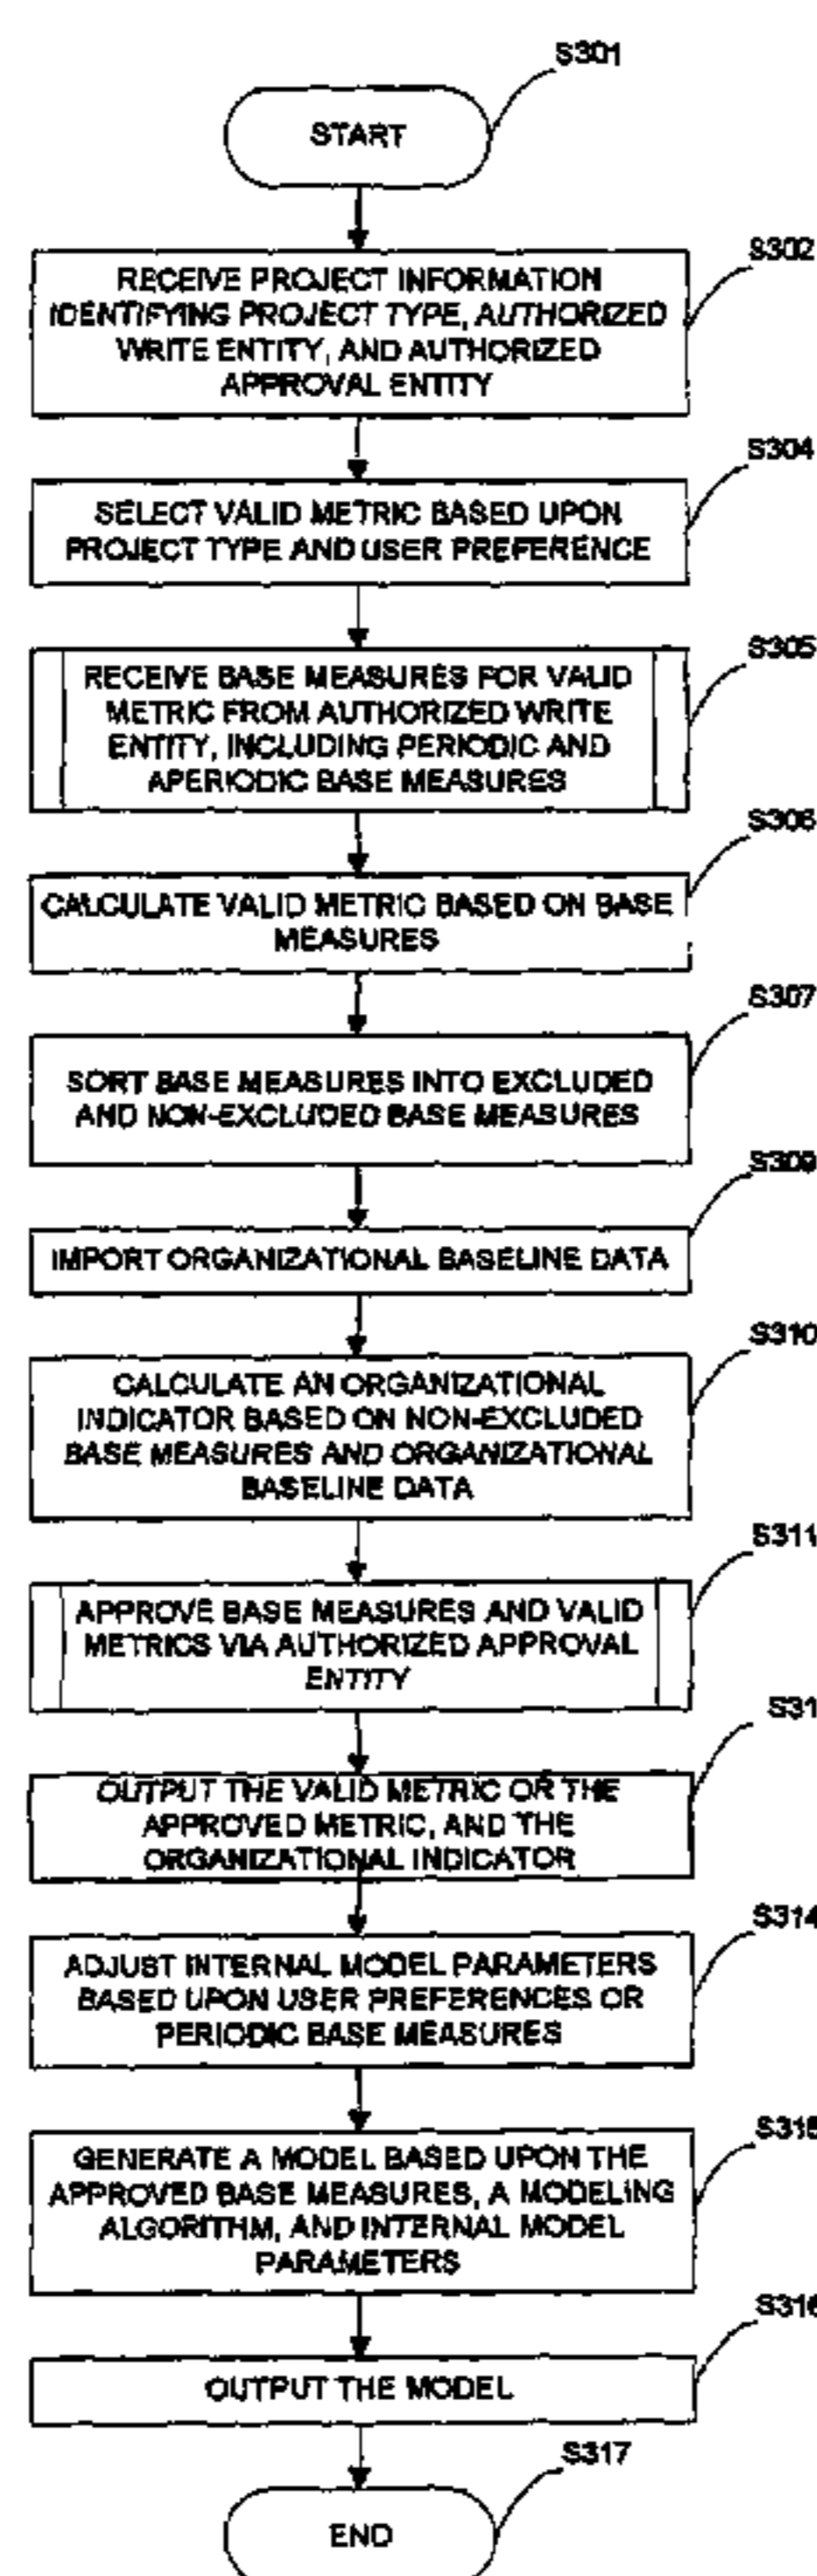 S301
START
S302
RECEIVE PROJECT INFORMATION
IDENTIFYING PROJECT TYPE, AUTHORIZED
WRITE ENTITY, AND AUTHORIZED
APPROVAL ENTITY
S304
SELECT VALID METRIC BASED UPON
PROJECT TYPE AND USER PREFERENCE
S305
RECEIVE BASE MEASURES FOR VALID
METRIC FROM AUTHORIZED WRITE
ENTITY, INCLUDING PERIODIC AND
APERIODIC BASE MEASURES
S306
CALCULATE VALID METRIC BASED ON BASE
MEASURES
S307
SORT BASE MEASURES INTO EXCLUDED
AND NON-EXCLUDED BASE MEASURES
S309
IMPORT ORGANIZATIONAL BASELINE DATA
S310
CALCULATE AN ORGANIZATIONAL
INDICATOR BASED ON NON-EXCLUDED
BASE MEASURES AND ORGANIZATIONAL
BASELINE DATA
S311
APPROVE BASE MEASURES AND VALID
METRICS VIA AUTHORIZED APPROVAL
ENTITY
S31
OUTPUT THE VALID METRIC OR THE
APPROVED METRIC, AND THE
ORGANIZATIONAL INDICATOR
S314
ADJUST INTERNAL MODEL PARAMETERS
BASED UPON USER PREFERENCES OR
PERIODIC BASE MEASURES
S315
GENERATE A MODEL BASED UPON THE
APPROVED BASE MEASURES, A MODELING
ALGORITHM, AND INTERNAL MODEL
PARAMETERS
S316
OUTPUT THE MODEL
S317
END